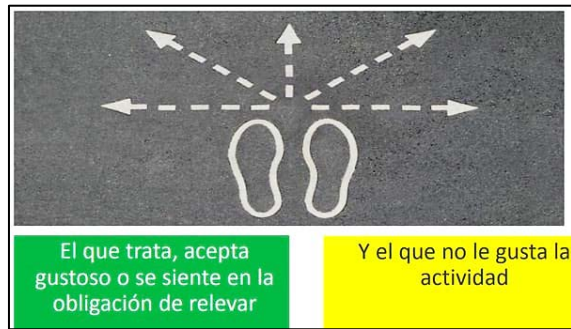 El que trata, acepta
gustoso o se siente en la
obligación de relevar
Y el que no le gusta la
actividad